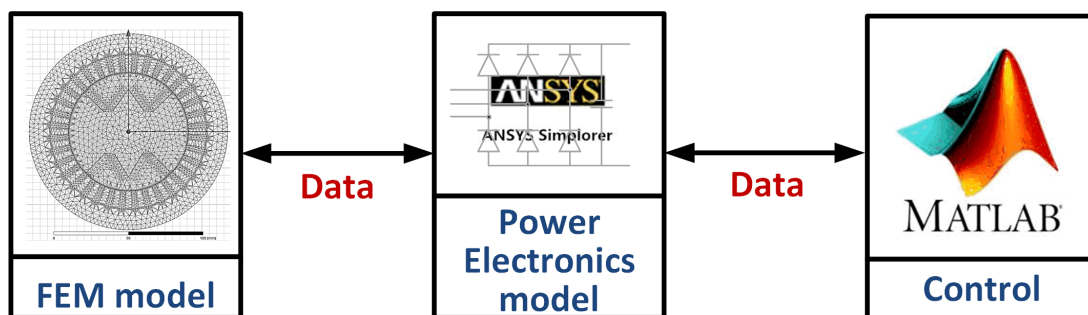 ANSYS
ANSYS Simplorer
MATLAB
Data
Data
FEM model
Power
Electronics
model
Control